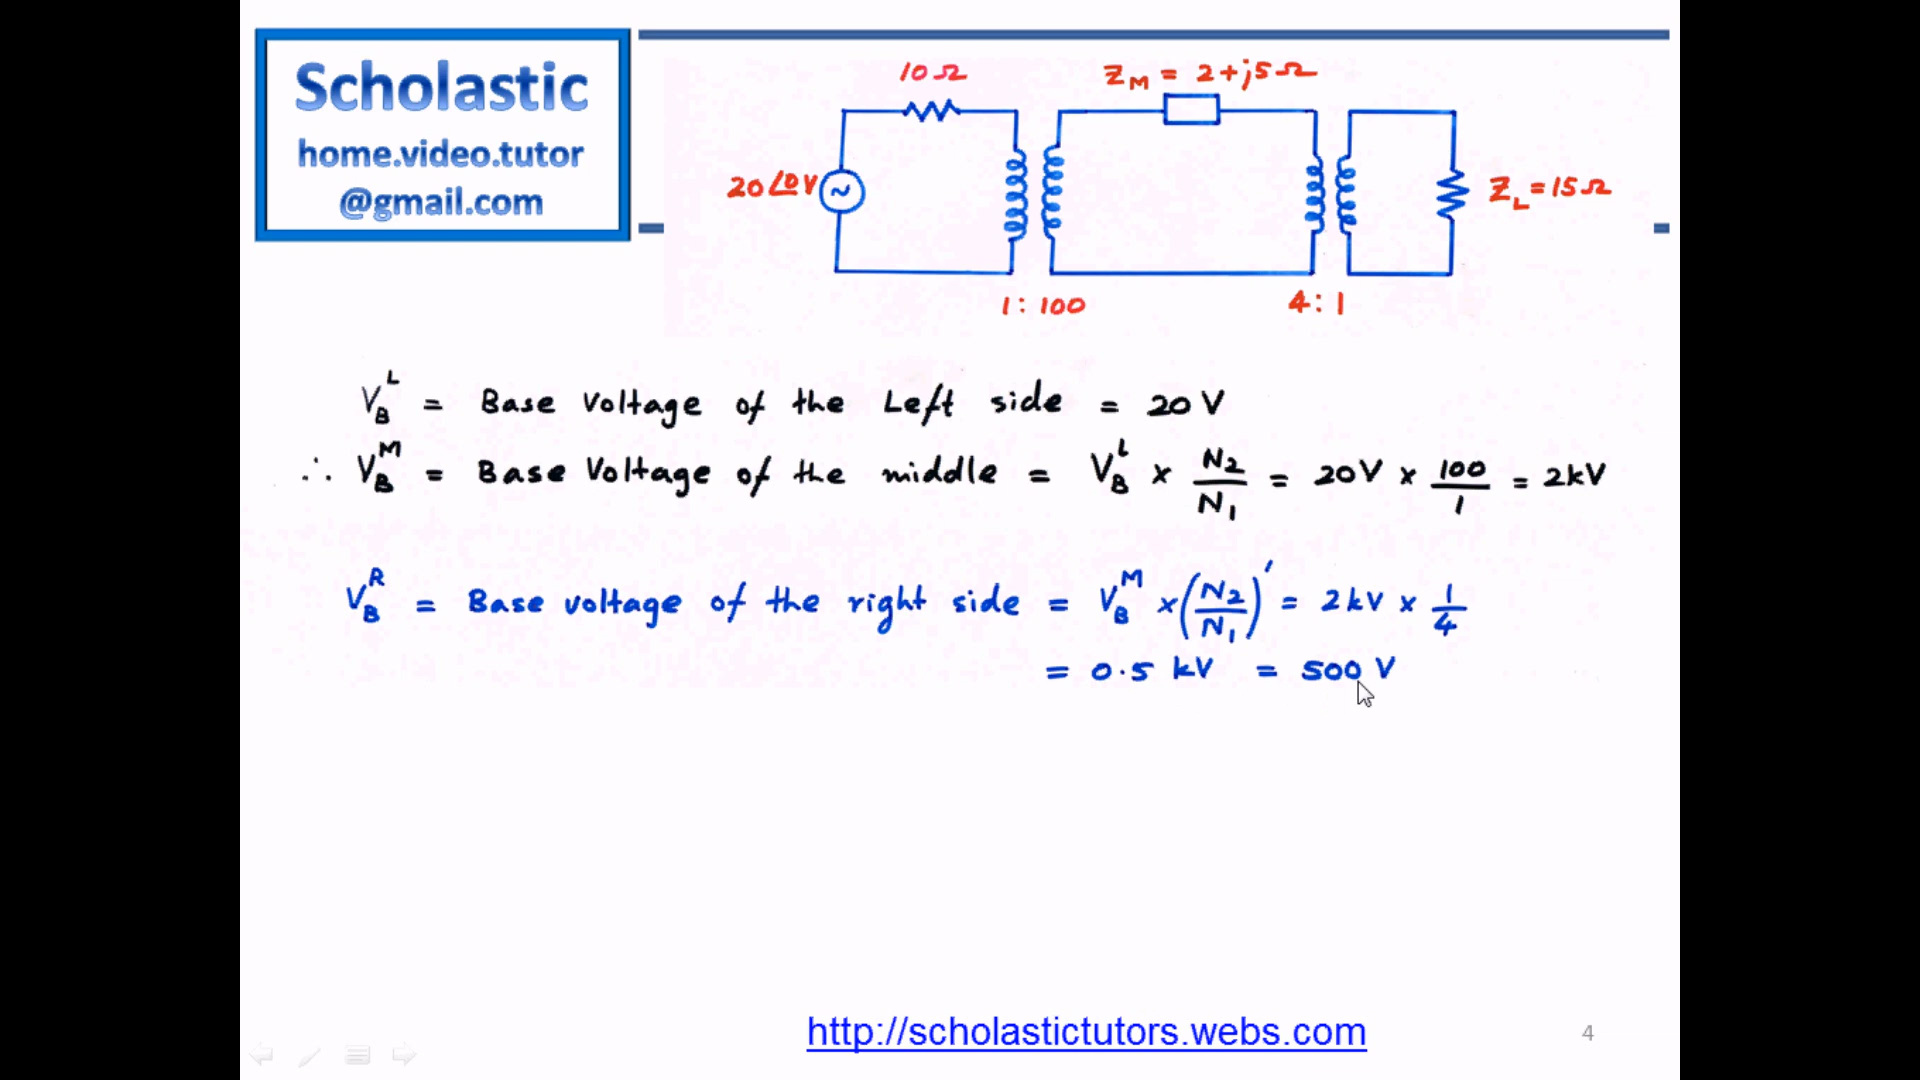 Scholastic
home.video.tutor
@gmail.com
10Ω
Z_M = 2+j5Ω
20∠0 V
Z_L = 15Ω
1 : 100
4 : 1
V_B^L = Base Voltage of the Left side = 20 V
∴ V_B^M = Base Voltage of the middle = V_B^L × N2/N1 = 20V × 100/1 = 2kV
V_B^R = Base voltage of the right side = V_B^M × (N2/N1)' = 2kV × 1/4
= 0.5 kV = 500 V
http://scholastictutors.webs.com
4